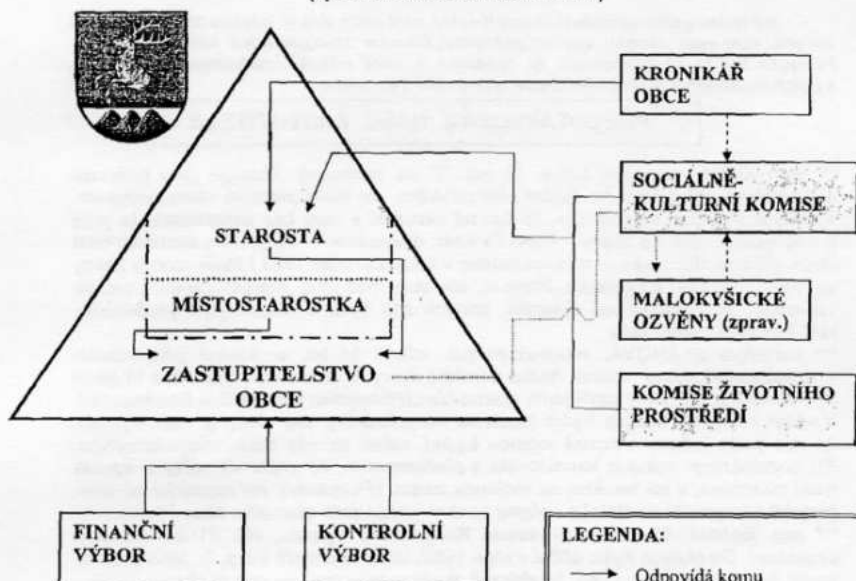 KRONIKÁŘ
OBCE
SOCIÁLNĚ-
KULTURNÍ KOMISE
STAROSTA
MÍSTOSTAROSTKA
MALOKYŠICKÉ
OZVĚNY (zprav.)
ZASTUPITELSTVO
OBCE
KOMISE ŽIVOTNÍHO
PROSTŘEDÍ
FINANČNÍ
VÝBOR
KONTROLNÍ
VÝBOR
LEGENDA:
Odpovídá komu